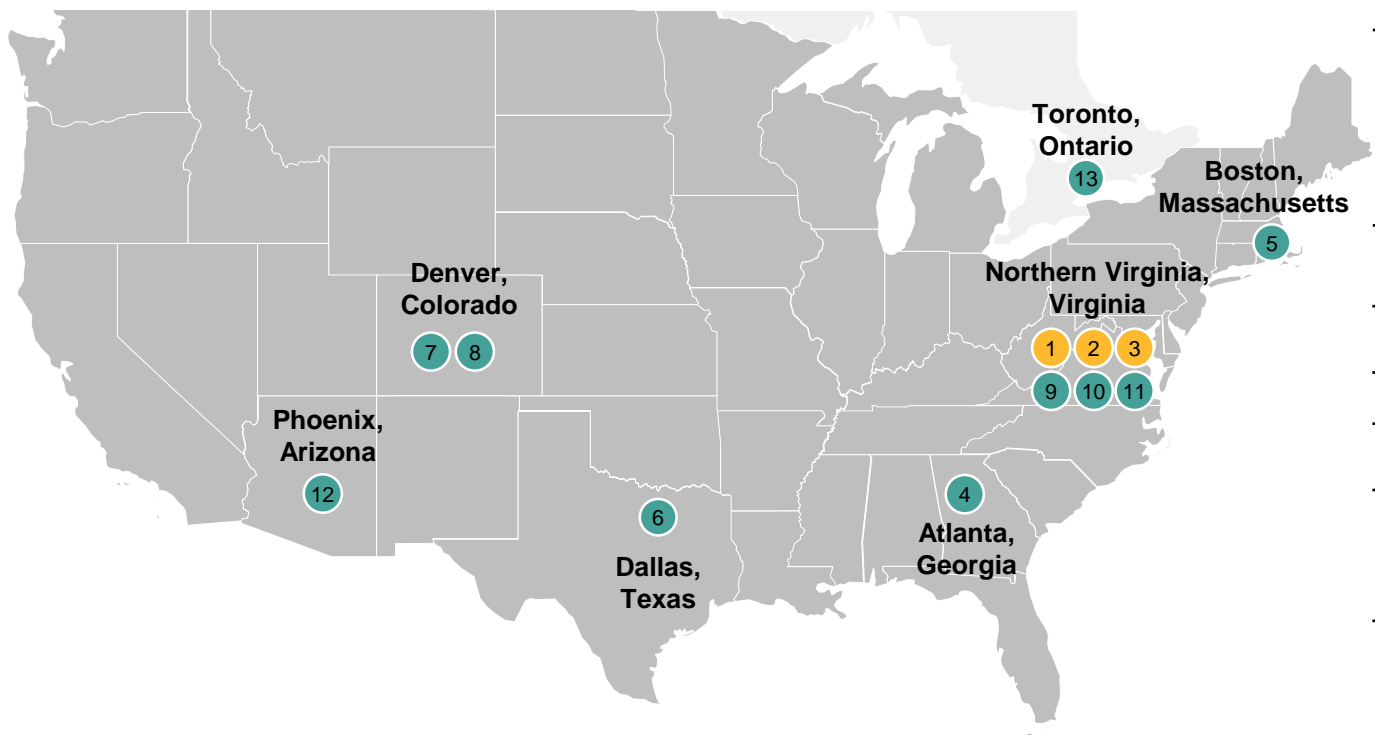 Toronto,
Ontario
13
Boston,
Massachusetts
5
Northern Virginia,
Virginia
1 2 3
9 10 11
Denver,
Colorado
7 8
Phoenix,
Arizona
12
6
Dallas,
Texas
4
Atlanta,
Georgia